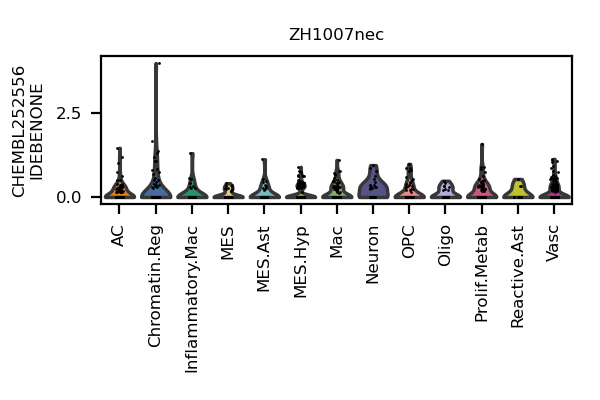 ZH1007nec
CHEMBL252556
IDEBENONE
2.5
0.0
AC
Chromatin.Reg
Inflammatory.Mac
MES
MES.Ast
MES.Hyp
Mac
Neuron
OPC
Oligo
Prolif.Metab
Reactive.Ast
Vasc